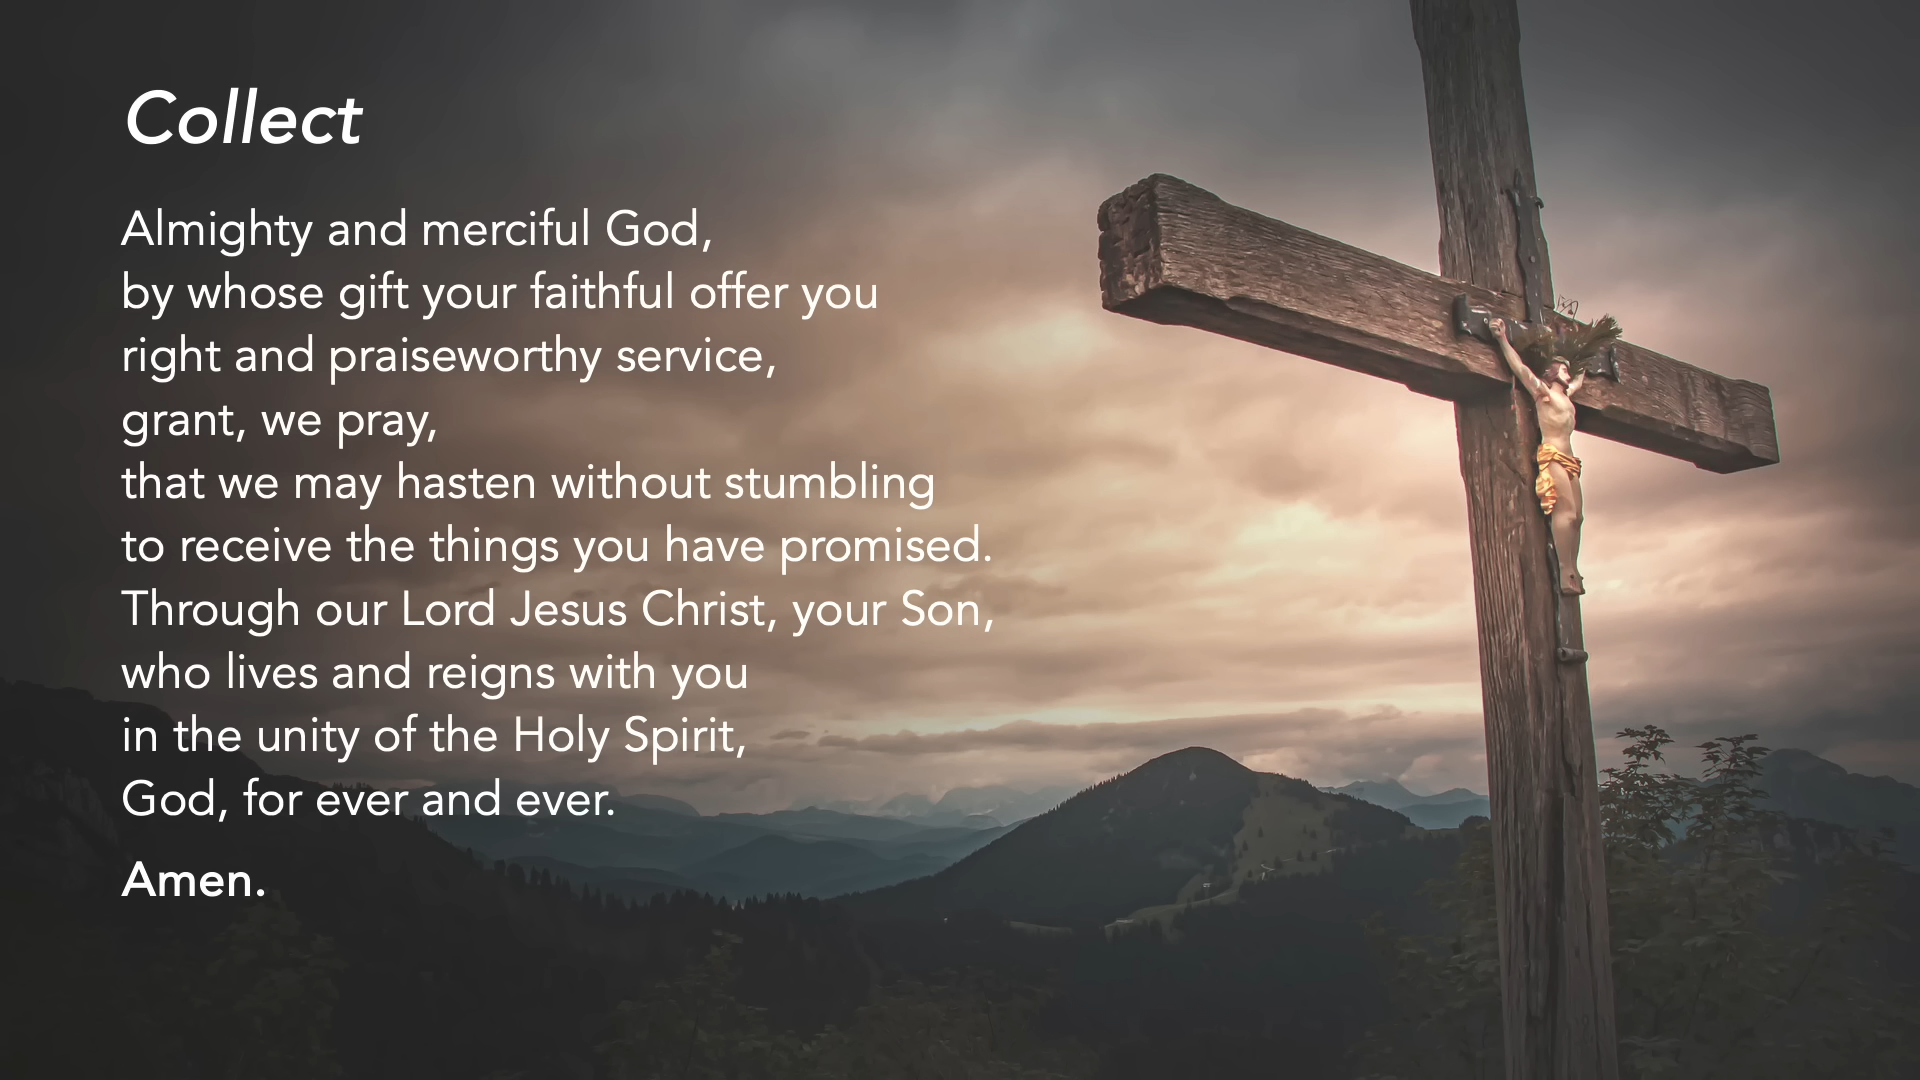 Collect
Almighty and merciful God,
by whose gift your faithful offer you
right and praiseworthy service,
grant, we pray,
that we may hasten without stumbling
to receive the things you have promised.
Through our Lord Jesus Christ, your Son,
who lives and reigns with you
in the unity of the Holy Spirit,
God, for ever and ever.
Amen.